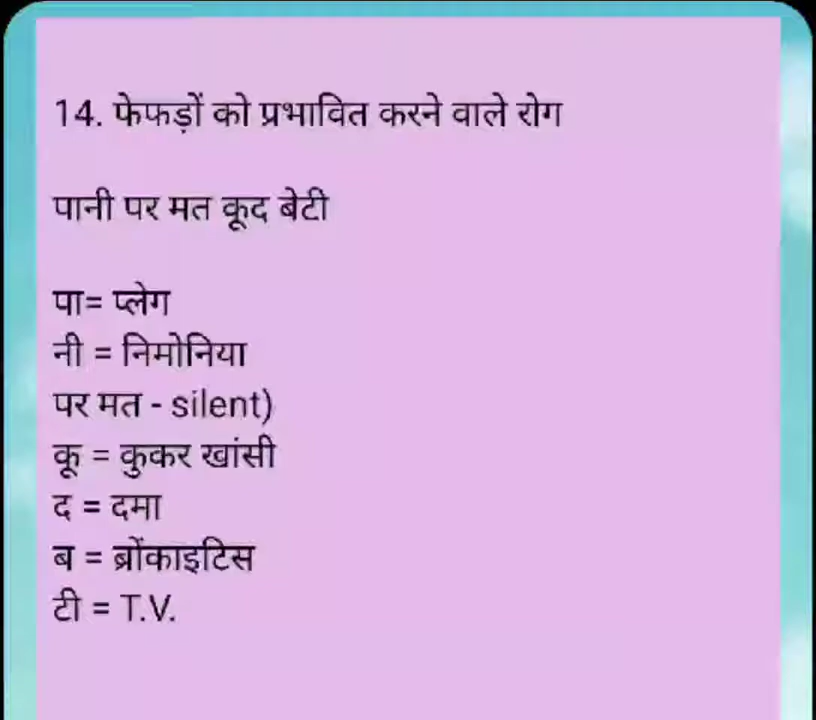 14. फेफड़ों को प्रभावित करने वाले रोग
पानी पर मत कूद बेटी
पा= प्लेग
नी = निमोनिया
पर मत - silent)
कू = कुकर खांसी
द = दमा
ब = ब्रोंकाइटिस
टी = T.V.